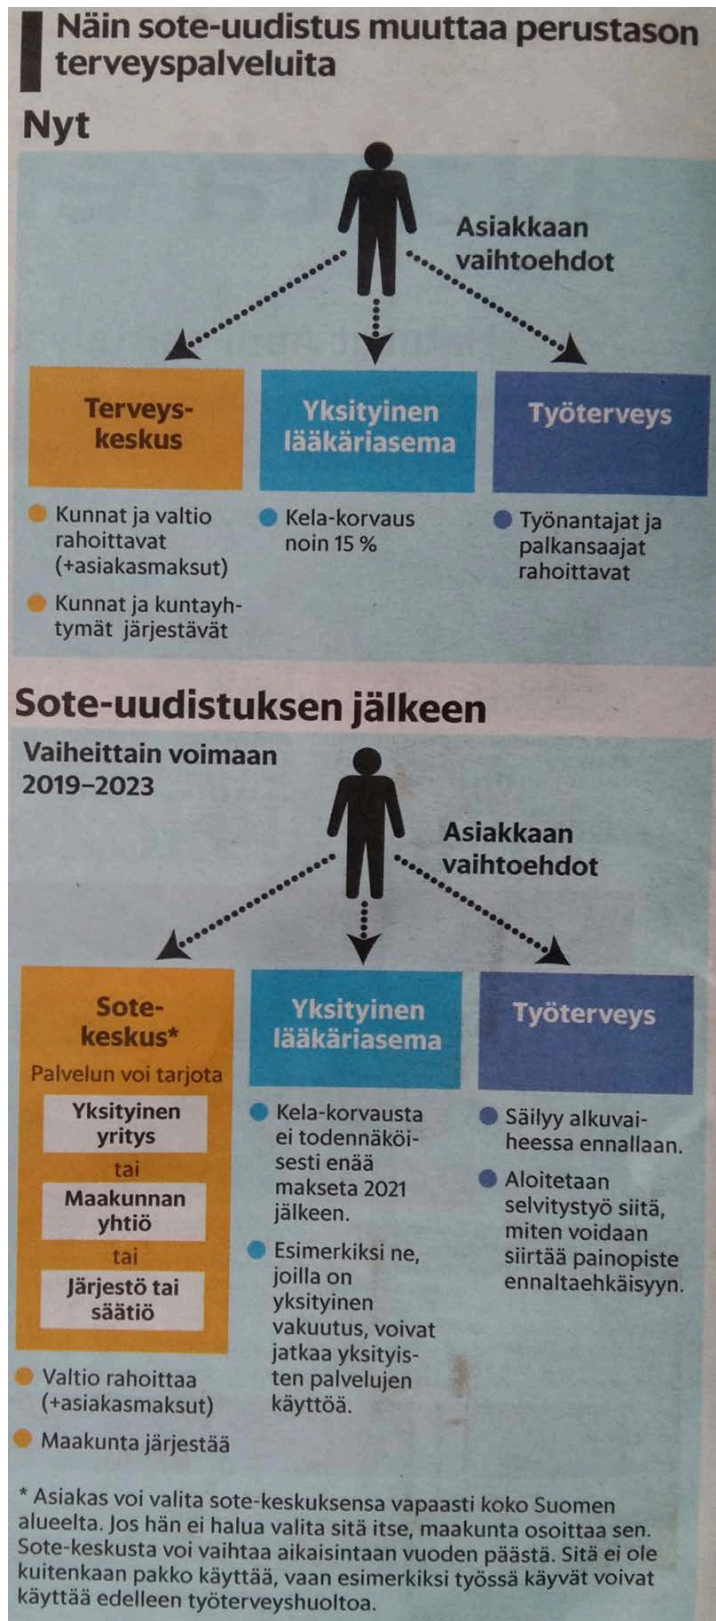 Näin sote-uudistus muuttaa perustason
terveyspalveluita
Nyt
Asiakkaan
vaihtoehdot
Terveys-
keskus
Kunnat ja valtio
rahoittavat
(+asiakasmaksut)
Kunnat ja kuntayh-
tymät järjestävät
Yksityinen
lääkäriasema
Kela-korvaus
noin 15 %
Työterveys
Työnantajat ja
palkansaajat
rahoittavat
Sote-uudistuksen jälkeen
Vaiheittain voimaan
2019–2023
Asiakkaan
vaihtoehdot
Sote-
keskus*
Palvelun voi tarjota
Yksityinen
yritys
tai
Maakunnan
yhtiö
tai
Järjestö tai
säätiö
Valtio rahoittaa
(+asiakasmaksut)
Maakunta järjestää
Yksityinen
lääkäriasema
Kela-korvausta
ei todennäköi-
sesti enää
makseta 2021
jälkeen.
Esimerkiksi ne,
joilla on
yksityinen
vakuutus, voivat
jatkaa yksityis-
ten palvelujen
käyttöä.
Työterveys
Säilyy alkuvai-
heessa ennallaan.
Aloitetaan
selvitystyö siitä,
miten voidaan
siirtää painopiste
ennaltaehkäisyyn.
* Asiakas voi valita sote-keskuksensa vapaasti koko Suomen
alueelta. Jos hän ei halua valita sitä itse, maakunta osoittaa sen.
Sote-keskusta voi vaihtaa aikaisintaan vuoden päästä. Sitä ei ole
kuitenkaan pakko käyttää, vaan esimerkiksi työssä käyvät voivat
käyttää edelleen työterveyshuoltoa.